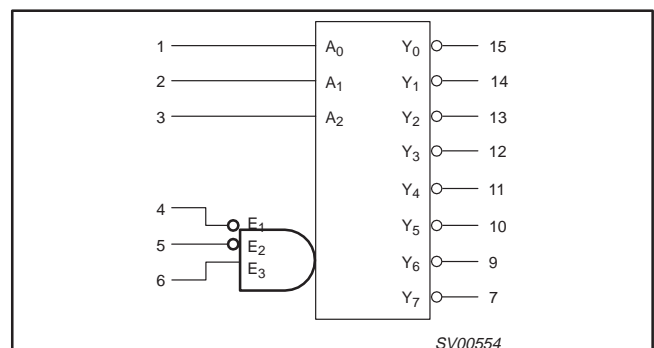 1 A₀ Y₀ 15
2 A₁ Y₁ 14
3 A₂ Y₂ 13
Y₃ 12
Y₄ 11
4 E₁
Y₅ 10
5 E₂
E₃ Y₆ 9
6
Y₇ 7
SV00554